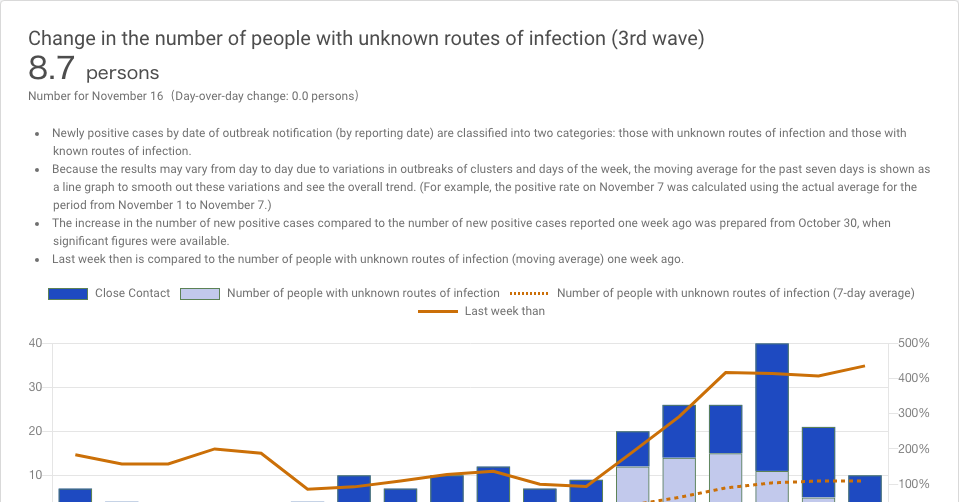 Change in the number of people with unknown routes of infection (3rd wave)
8.7 persons
Number for November 16 (Day-over-day change: 0.0 persons)
• Newly positive cases by date of outbreak notification (by reporting date) are classified into two categories: those with unknown routes of infection and those with
known routes of infection.
• Because the results may vary from day to day due to variations in outbreaks of clusters and days of the week, the moving average for the past seven days is shown as
a line graph to smooth out these variations and see the overall trend. (For example, the positive rate on November 7 was calculated using the actual average for the
period from November 1 to November 7.)
• The increase in the number of new positive cases compared to the number of new positive cases reported one week ago was prepared from October 30, when
significant figures were available.
• Last week then is compared to the number of people with unknown routes of infection (moving average) one week ago.
Close Contact Number of people with unknown routes of infection Number of people with unknown routes of infection (7-day average)
Last week than
40 500%
30 400%
300%
20 200%
10 100%